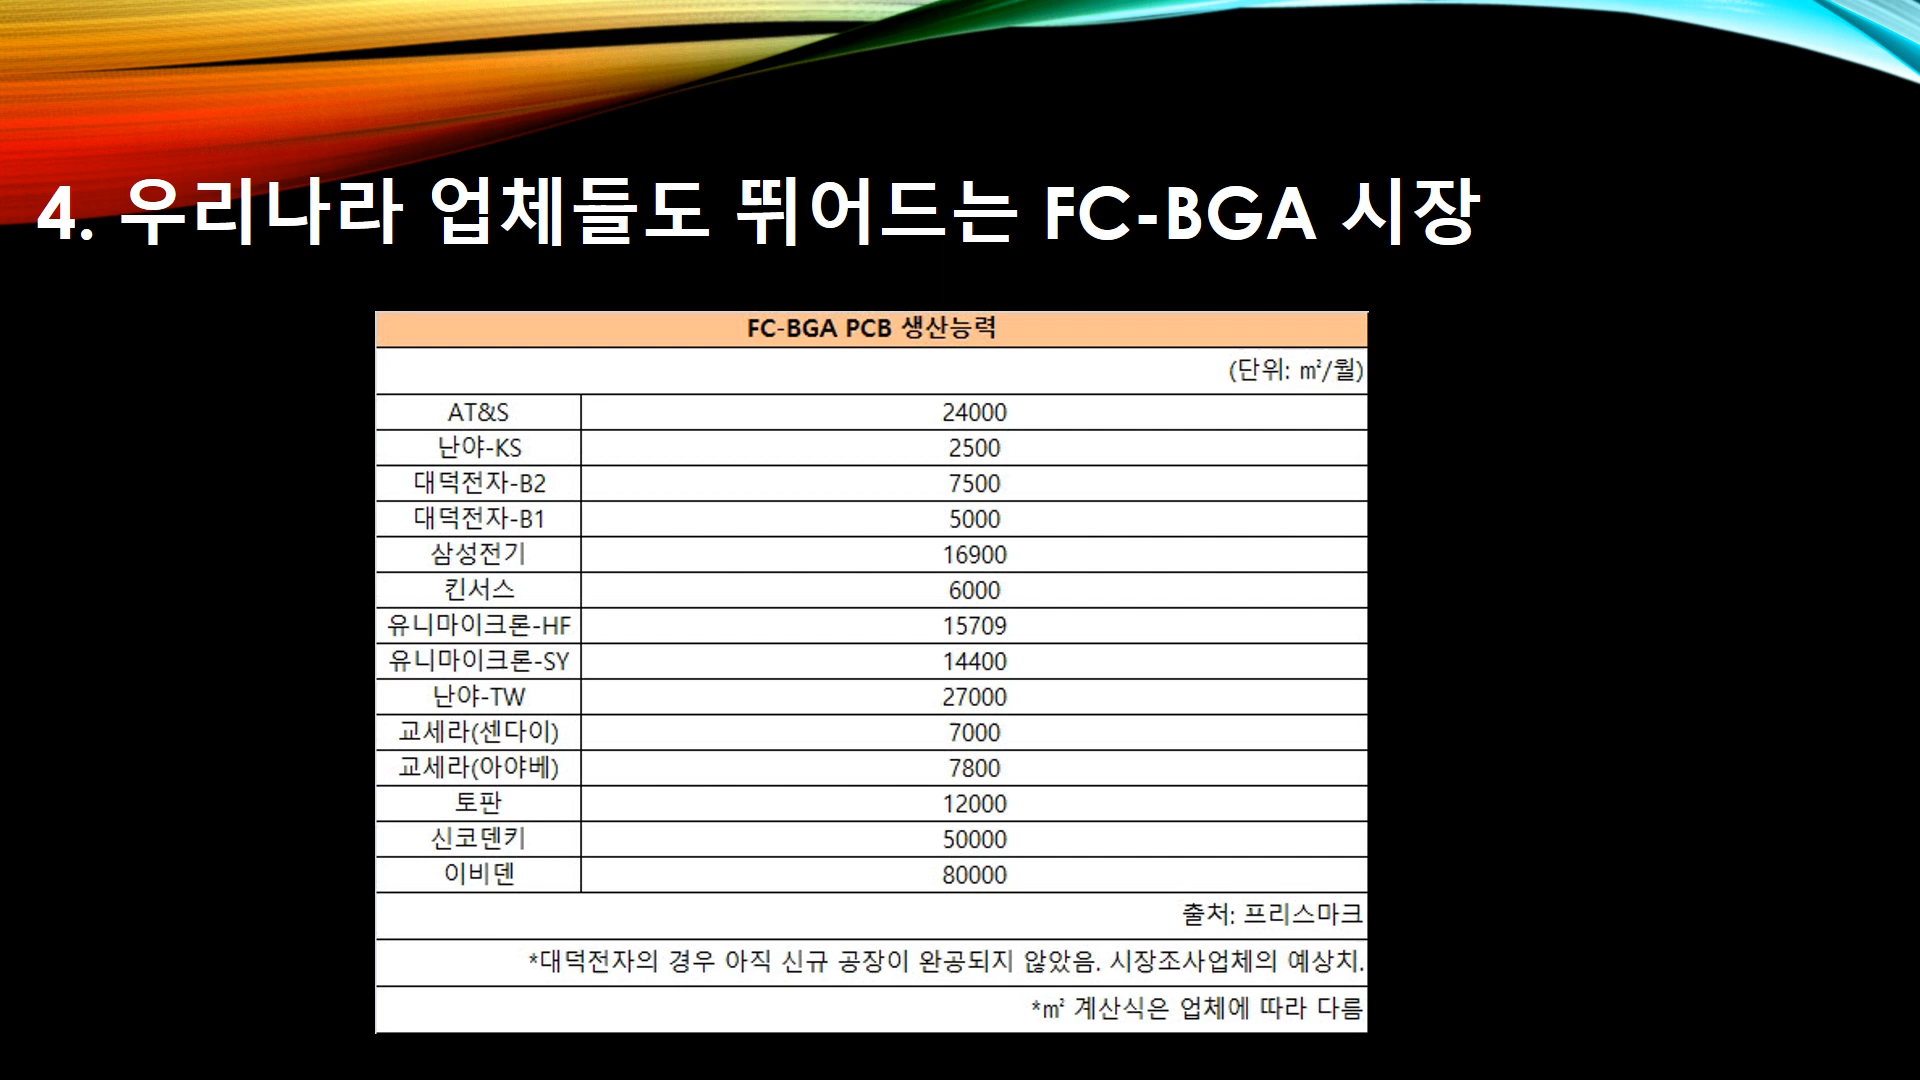 4. 우리나라 업체들도 뛰어드는 FC-BGA 시장
FC-BGA PCB 생산능력
(단위: ㎡/월)
AT&S 24000
난야-KS 2500
대덕전자-B2 7500
대덕전자-B1 5000
삼성전기 16900
킨서스 6000
유니마이크론-HF 15709
유니마이크론-SY 14400
난야-TW 27000
교세라(센다이) 7000
교세라(아야베) 7800
토판 12000
신코덴키 50000
이비덴 80000
출처: 프리스마크
*대덕전자의 경우 아직 신규 공장이 완공되지 않았음. 시장조사업체의 예상치.
*㎡ 계산식은 업체에 따라 다름